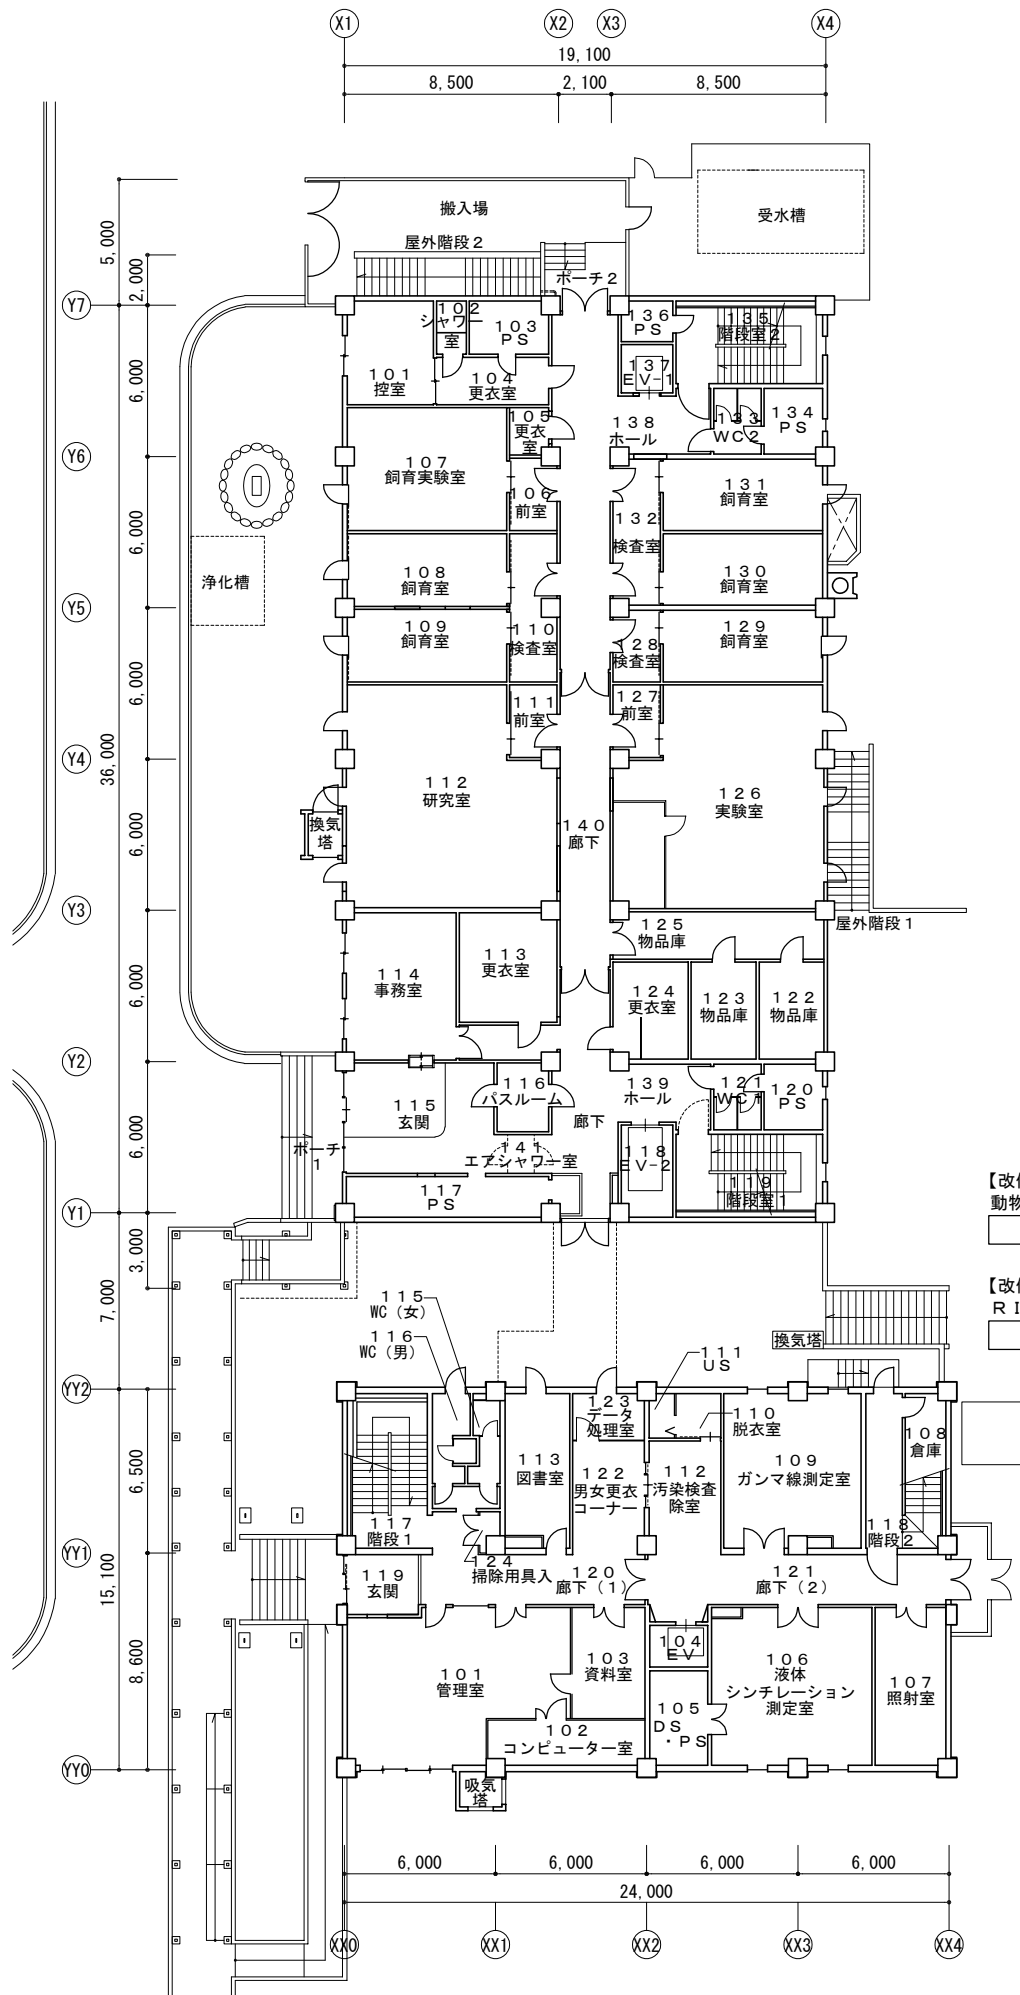 X1 X2 X3 X4
19,100
8,500 2,100 8,500
5,000
2,000
搬入場
受水槽
屋外階段2
ポーチ2
Y7
102
シャワー
室
103
PS
136
PS
135
階段室2
6,000
101
控室
104
更衣室
137
EV-1
105
更衣
室
138
ホール
133
WC2
134
PS
Y6
107
飼育実験室
106
前室
131
飼育室
132
検査室
6,000
浄化槽
108
飼育室
130
飼育室
Y5
109
飼育室
110
検査室
128
検査室
129
飼育室
6,000
111
前室
127
前室
Y4
36,000
112
研究室
126
実験室
換気
塔
140
廊下
6,000
Y3
125
物品庫
屋外階段1
113
更衣室
114
事務室
124
更衣室
123
物品庫
122
物品庫
6,000
Y2
116
パスルーム
139
ホール
121
WC1
120
PS
115
玄関
廊下
6,000
ポーチ
1
141
エアシャワー室
118
EV-2
119
階段室1
117
PS
【改修
動物
Y1
3,000
7,000
【改修
RI
115
WC(女)
116
WC(男)
換気塔
111
US
YY2
123
データ
処理室
110
脱衣室
108
倉庫
6,500
113
図書室
122
男女更衣
コーナー
112
汚染検査
除室
109
ガンマ線測定室
117
階段1
118
階段2
YY1
15,100
124
掃除用具入
119
玄関
120
廊下(1)
121
廊下(2)
104
EV
8,600
101
管理室
103
資料室
106
液体
シンチレーション
測定室
107
照射室
102
コンピューター室
105
DS
・PS
YY0
吸気
塔
6,000 6,000 6,000 6,000
24,000
XX0 XX1 XX2 XX3 XX4